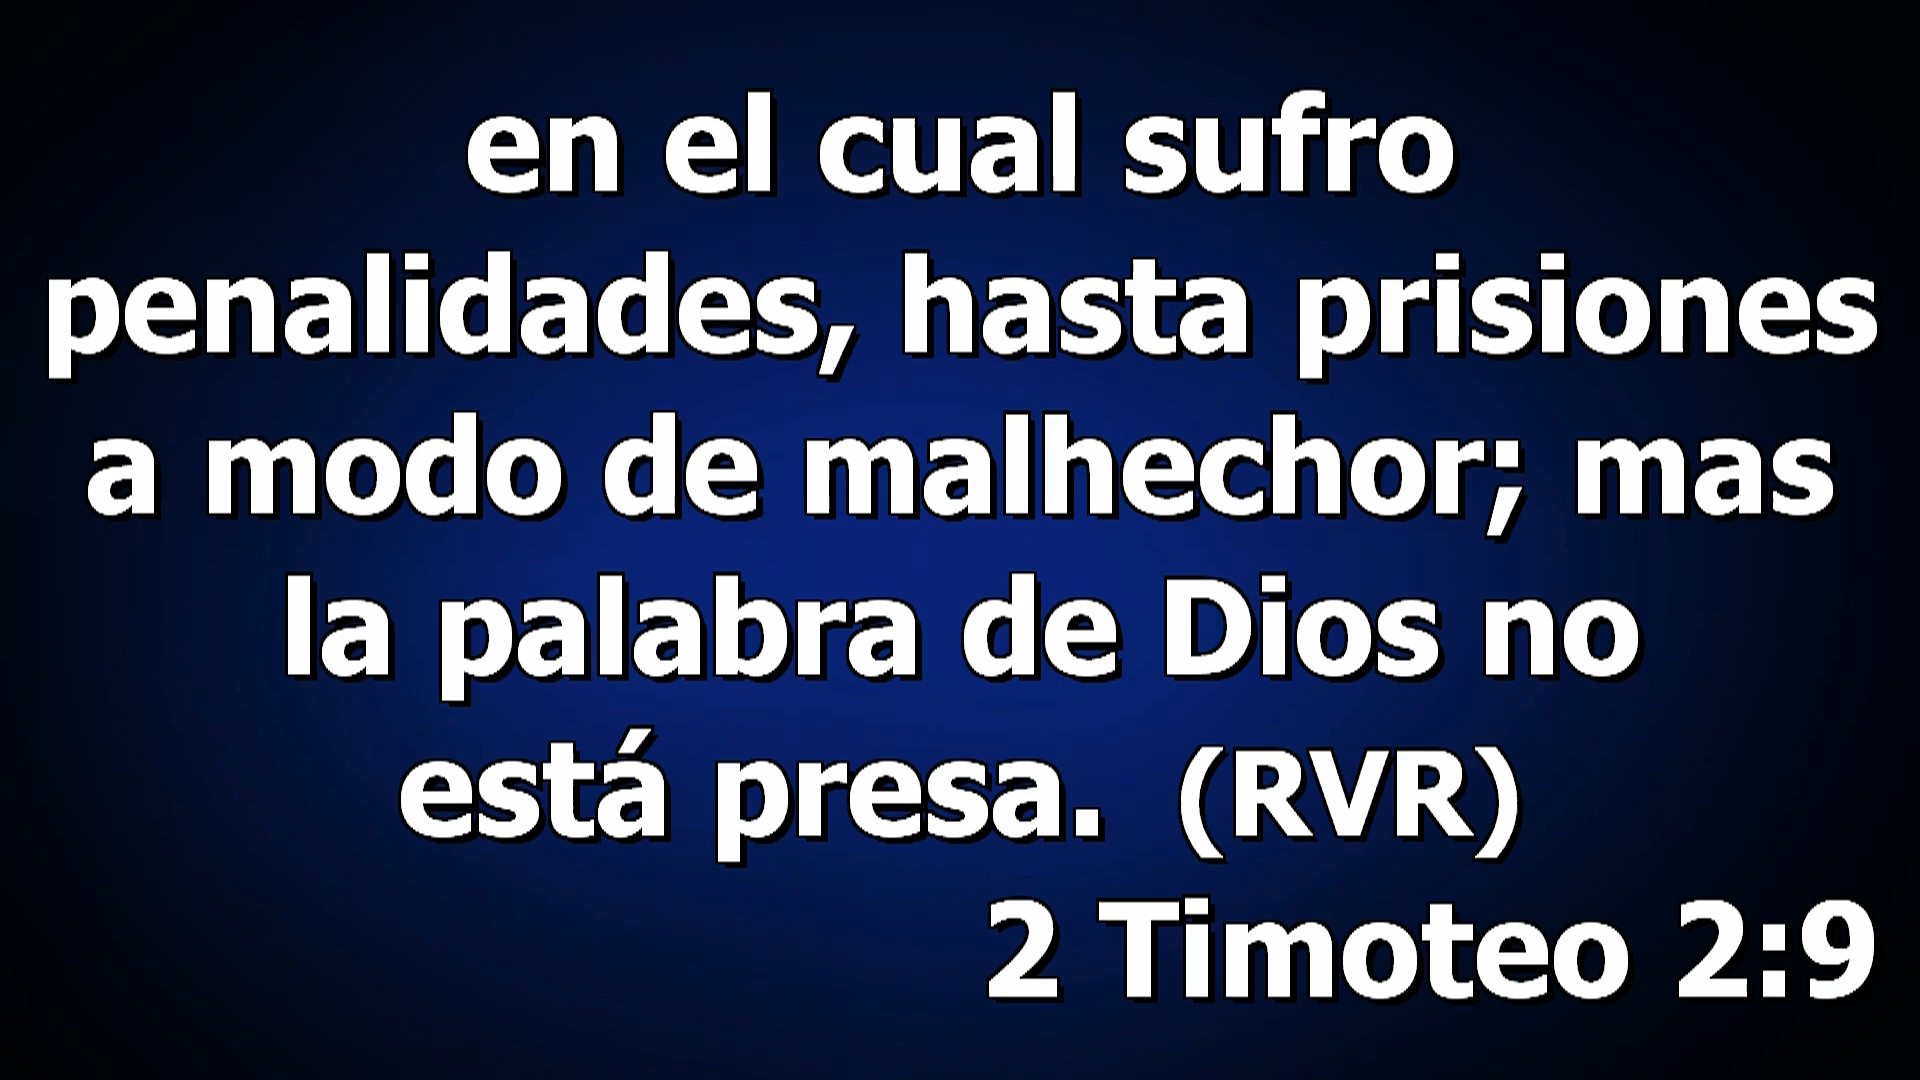 en el cual sufro
penalidades, hasta prisiones
a modo de malhechor; mas
la palabra de Dios no
está presa.  (RVR)
2 Timoteo 2:9